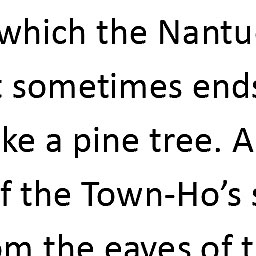 which the Nantu
sometimes ends
ke a pine tree. A
f the Town-Ho’s s
om the eaves of t